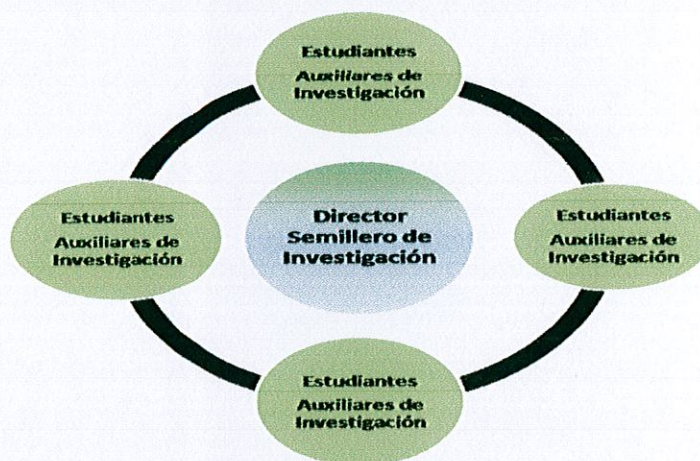 Estudiantes
Auxiliares de
Investigación
Estudiantes
Auxiliares de
Investigación
Director
Semillero de
Investigación
Estudiantes
Auxiliares de
Investigación
Estudiantes
Auxiliares de
Investigación